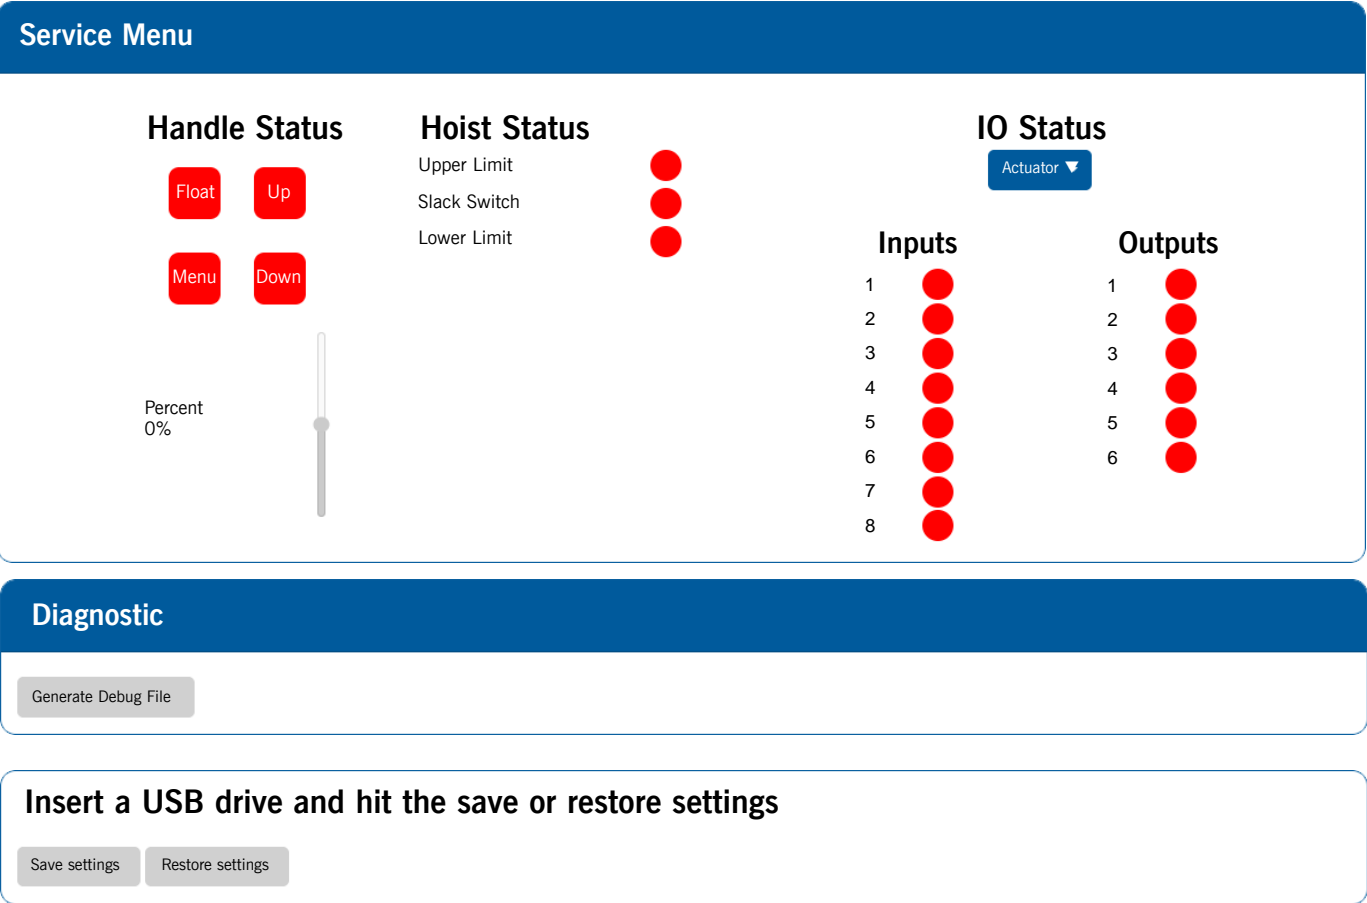 Service Menu
Handle Status
Float
Up
Menu
Down
Percent
0%
Hoist Status
Upper Limit
Slack Switch
Lower Limit
IO Status
Actuator
Inputs
1
2
3
4
5
6
7
8
Outputs
1
2
3
4
5
6
Diagnostic
Generate Debug File
Insert a USB drive and hit the save or restore settings
Save settings
Restore settings